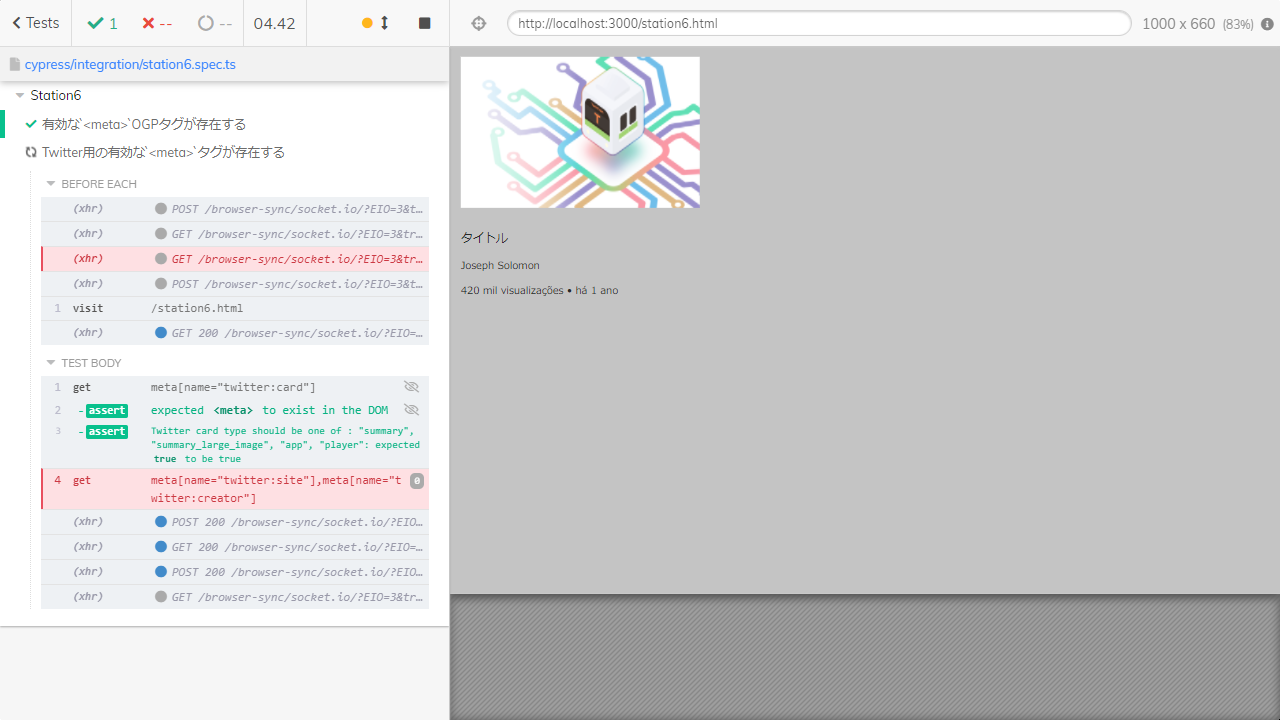 Tests 1 -- -- 04.42
http://localhost:3000/station6.html 1000 x 660 (83%)
cypress/integration/station6.spec.ts
Station6
有効な`<meta>`OGPタグが存在する
Twitter用の有効な`<meta>`タグが存在する
BEFORE EACH
(xhr) POST /browser-sync/socket.io/?EIO=3&tr…
(xhr) GET /browser-sync/socket.io/?EIO=3&tr…
(xhr) GET /browser-sync/socket.io/?EIO=3&tr…
(xhr) POST /browser-sync/socket.io/?EIO=3&t…
1 visit /station6.html
(xhr) GET 200 /browser-sync/socket.io/?EIO=…
TEST BODY
1 get meta[name="twitter:card"]
2 -assert expected <meta> to exist in the DOM
3 -assert Twitter card type should be one of : "summary",
"summary_large_image", "app", "player": expected
true to be true
4 get meta[name="twitter:site"],meta[name="t 0
witter:creator"]
(xhr) POST 200 /browser-sync/socket.io/?EIO…
(xhr) GET 200 /browser-sync/socket.io/?EIO=…
(xhr) POST 200 /browser-sync/socket.io/?EIO…
(xhr) GET /browser-sync/socket.io/?EIO=3&tr…
T
タイトル
Joseph Solomon
420 mil visualizações • há 1 ano